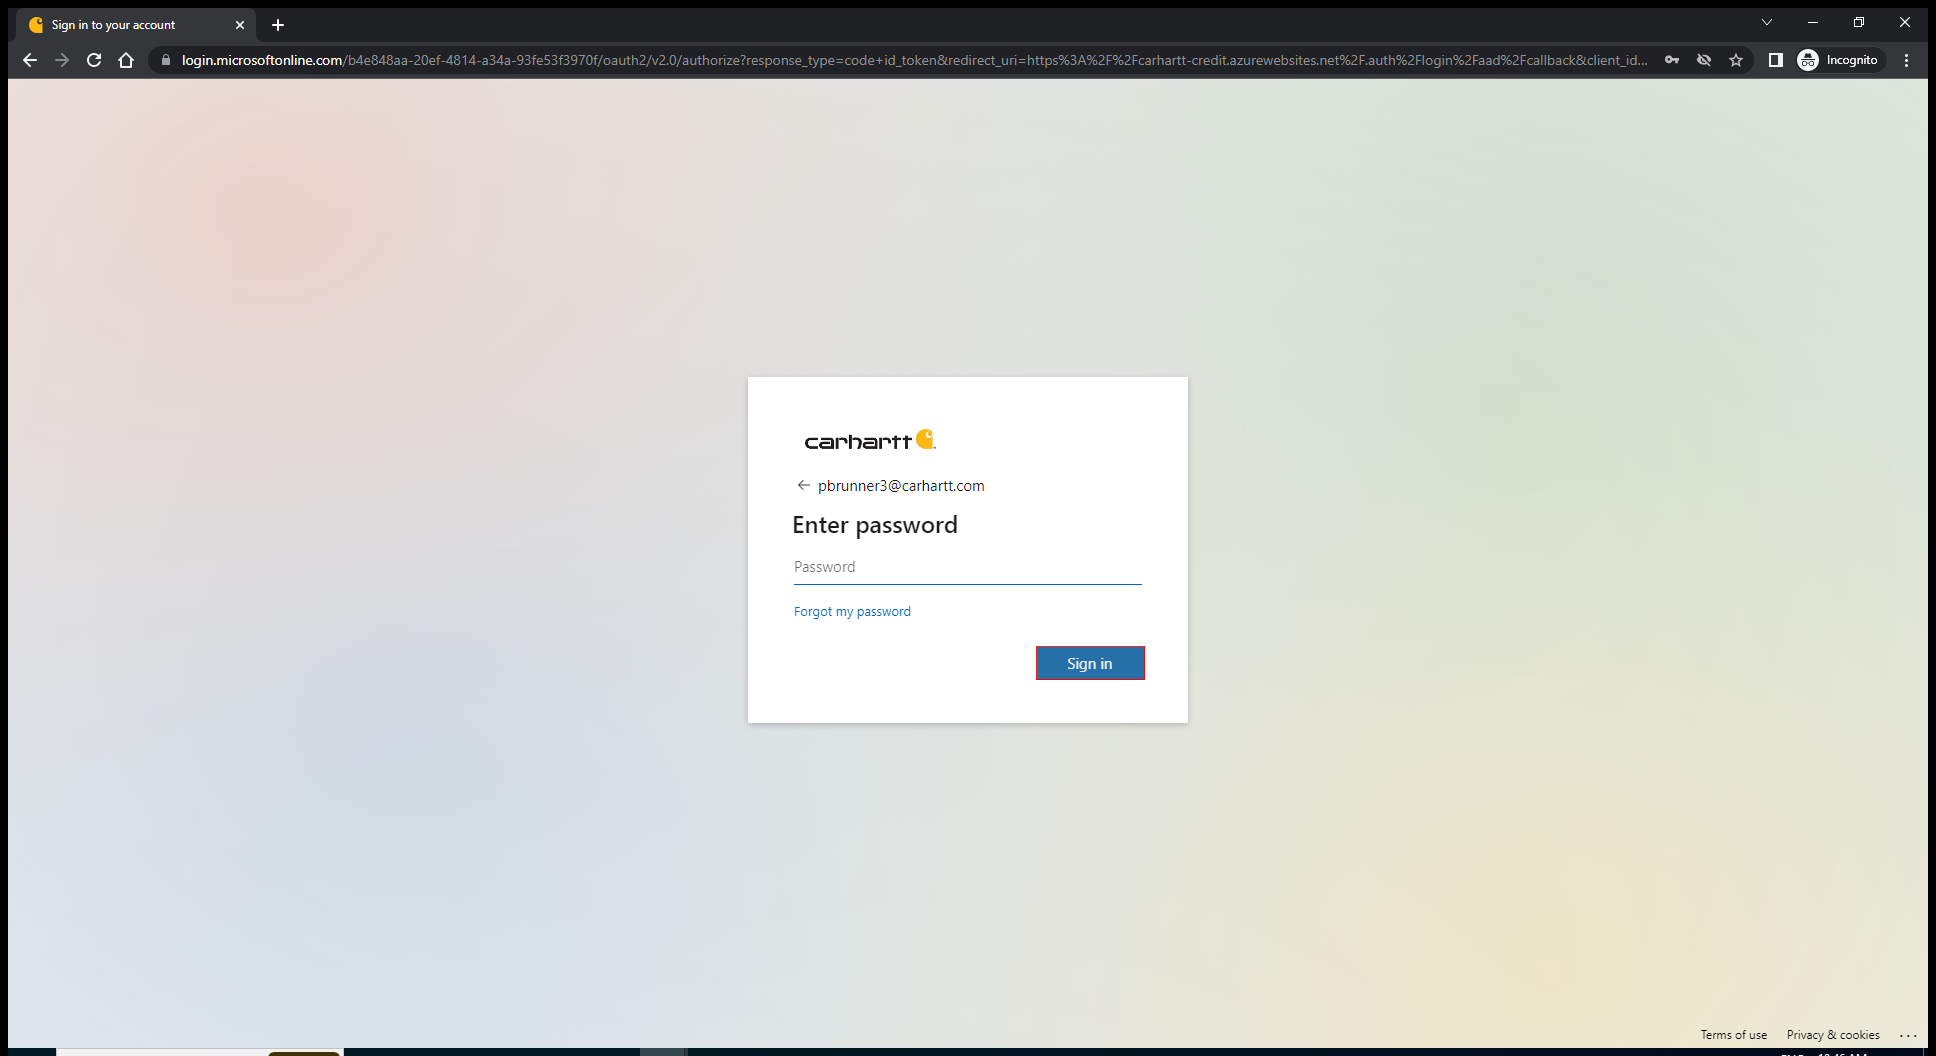 Sign in to your account
login.microsoftonline.com/b4e848aa-20ef-4814-a34a-93fe53f3970f/oauth2/v2.0/authorize?response_type=code+id_token&redirect_uri=https%3A%2F%2Fcarhartt-credit.azurewebsites.net%2F.auth%2Flogin%2Faad%2Fcallback&client_id...
Incognito
carhartt
pbrunner3@carhartt.com
Enter password
Password
Forgot my password
Sign in
Terms of use
Privacy & cookies